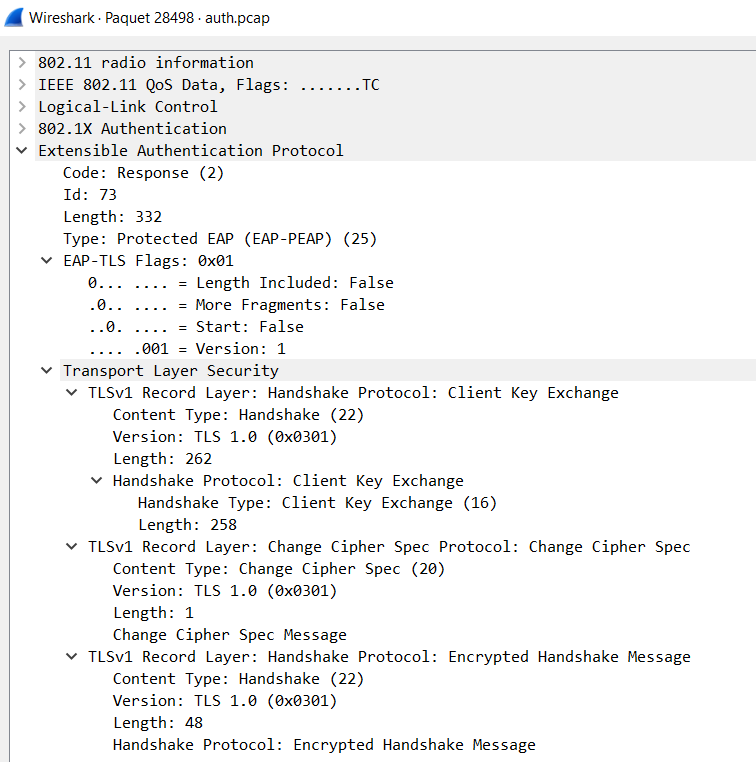 Wireshark · Paquet 28498 · auth.pcap
802.11 radio information
IEEE 802.11 QoS Data, Flags: .......TC
Logical-Link Control
802.1X Authentication
Extensible Authentication Protocol
Code: Response (2)
Id: 73
Length: 332
Type: Protected EAP (EAP-PEAP) (25)
EAP-TLS Flags: 0x01
0... .... = Length Included: False
.0.. .... = More Fragments: False
..0. .... = Start: False
.... .001 = Version: 1
Transport Layer Security
TLSv1 Record Layer: Handshake Protocol: Client Key Exchange
Content Type: Handshake (22)
Version: TLS 1.0 (0x0301)
Length: 262
Handshake Protocol: Client Key Exchange
Handshake Type: Client Key Exchange (16)
Length: 258
TLSv1 Record Layer: Change Cipher Spec Protocol: Change Cipher Spec
Content Type: Change Cipher Spec (20)
Version: TLS 1.0 (0x0301)
Length: 1
Change Cipher Spec Message
TLSv1 Record Layer: Handshake Protocol: Encrypted Handshake Message
Content Type: Handshake (22)
Version: TLS 1.0 (0x0301)
Length: 48
Handshake Protocol: Encrypted Handshake Message